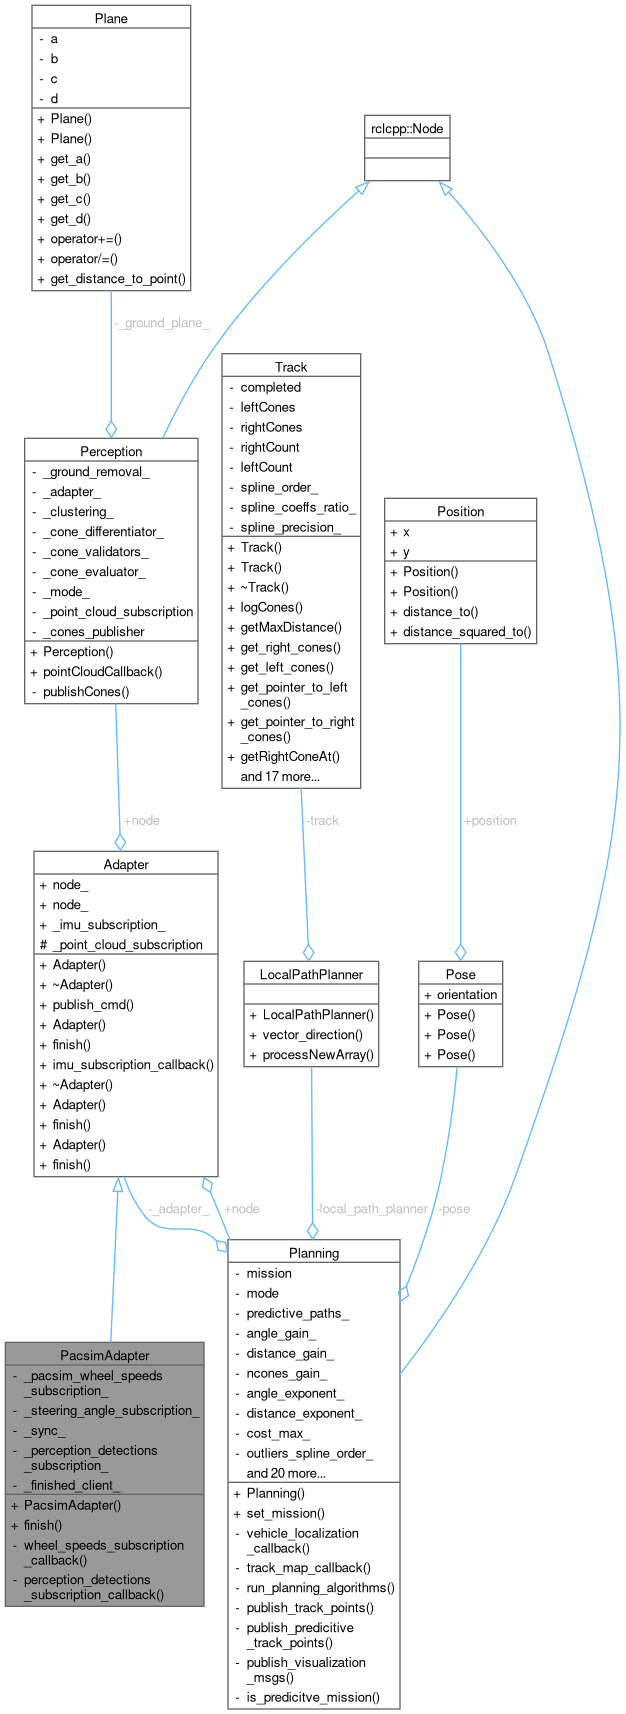 Plane
- a
- b
- c
- d
+ Plane()
+ Plane()
+ get_a()
+ get_b()
+ get_c()
+ get_d()
+ operator+=()
+ operator/=()
+ get_distance_to_point()
rclcpp::Node
-_ground_plane_
Track
- completed
- leftCones
- rightCones
- rightCount
- leftCount
- spline_order_
- spline_coeffs_ratio_
- spline_precision_
+ Track()
+ Track()
+ ~Track()
+ logCones()
+ getMaxDistance()
+ get_right_cones()
+ get_left_cones()
+ get_pointer_to_left
_cones()
+ get_pointer_to_right
_cones()
+ getRightConeAt()
and 17 more...
Perception
- _ground_removal_
- _adapter_
- _clustering_
- _cone_differentiator_
- _cone_validators_
- _cone_evaluator_
- _mode_
- _point_cloud_subscription
- _cones_publisher
+ Perception()
+ pointCloudCallback()
- publishCones()
Position
+ x
+ y
+ Position()
+ Position()
+ distance_to()
+ distance_squared_to()
+node
-track
+position
Adapter
+ node_
+ node_
+ _imu_subscription_
# _point_cloud_subscription
+ Adapter()
+ ~Adapter()
+ publish_cmd()
+ Adapter()
+ finish()
+ imu_subscription_callback()
+ ~Adapter()
+ Adapter()
+ finish()
+ Adapter()
+ finish()
LocalPathPlanner
+ LocalPathPlanner()
+ vector_direction()
+ processNewArray()
Pose
+ orientation
+ Pose()
+ Pose()
+ Pose()
-_adapter_
+node
-local_path_planner
-pose
PacsimAdapter
- _pacsim_wheel_speeds
_subscription_
- _steering_angle_subscription_
- _sync_
- _perception_detections
_subscription_
- _finished_client_
+ PacsimAdapter()
+ finish()
- wheel_speeds_subscription
_callback()
- perception_detections
_subscription_callback()
Planning
- mission
- mode
- predictive_paths_
- angle_gain_
- distance_gain_
- ncones_gain_
- angle_exponent_
- distance_exponent_
- cost_max_
- outliers_spline_order_
and 20 more...
+ Planning()
+ set_mission()
- vehicle_localization
_callback()
- track_map_callback()
- run_planning_algorithms()
- publish_track_points()
- publish_predicitive
_track_points()
- publish_visualization
_msgs()
- is_predicitve_mission()